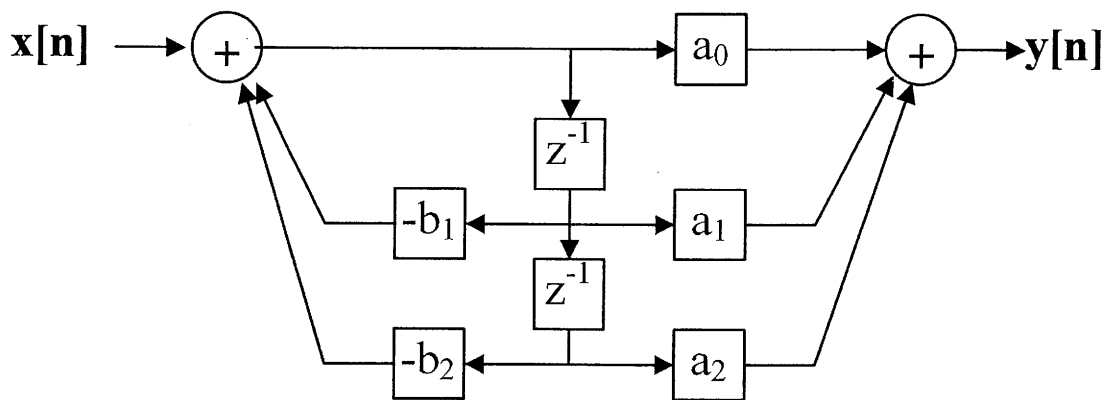 x[n] + a₀ + y[n]
z⁻¹
-b₁ a₁
z⁻¹
-b₂ a₂